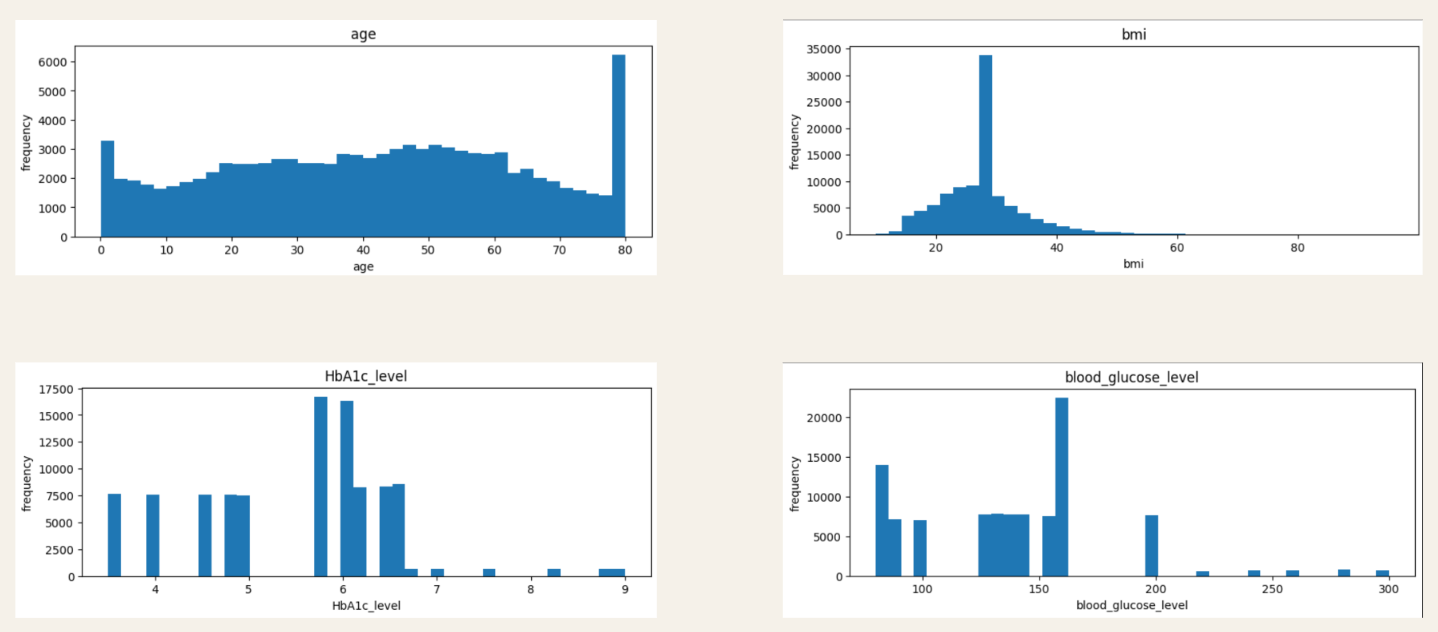 age
frequency
6000
5000
4000
3000
2000
1000
0
0 10 20 30 40 50 60 70 80
age
bmi
frequency
35000
30000
25000
20000
15000
10000
5000
0
20 40 60 80
bmi
HbA1c_level
frequency
17500
15000
12500
10000
7500
5000
2500
0
4 5 6 7 8 9
HbA1c_level
blood_glucose_level
frequency
20000
15000
10000
5000
0
100 150 200 250 300
blood_glucose_level